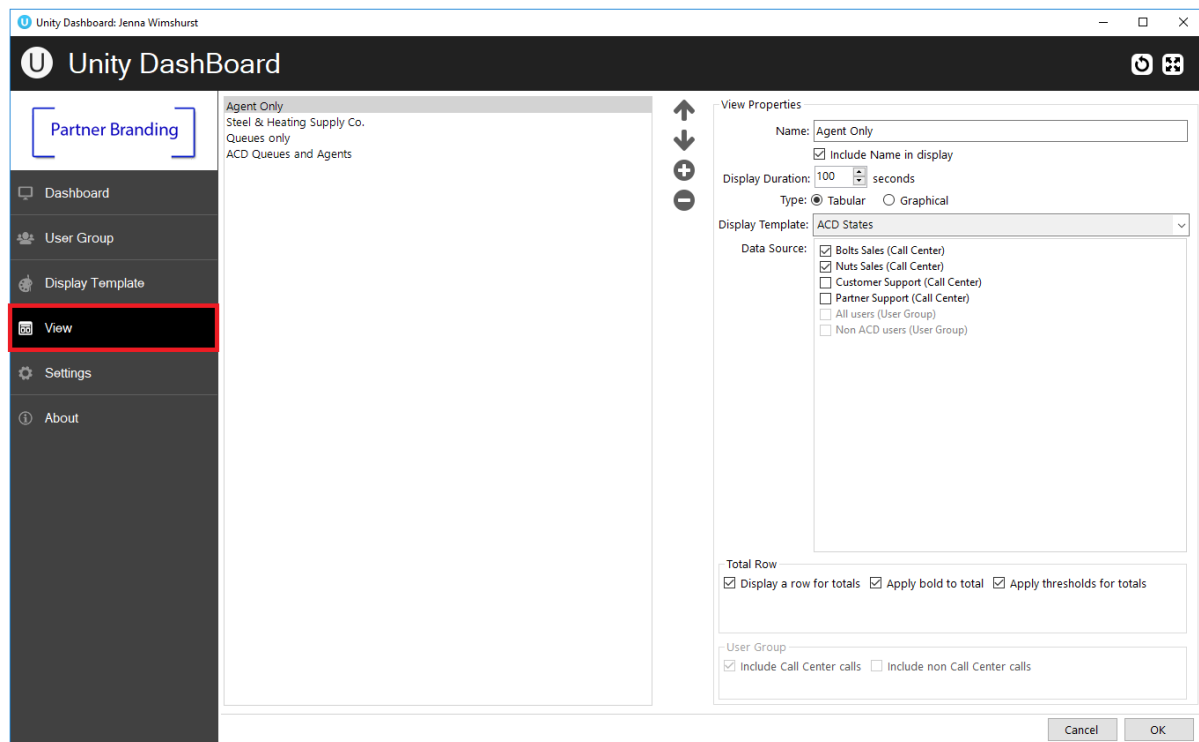 Unity Dashboard: Jenna Wimshurst
Unity DashBoard
Partner Branding
Dashboard
User Group
Display Template
View
Settings
About
Agent Only
Steel & Heating Supply Co.
Queues only
ACD Queues and Agents
View Properties
Name: Agent Only
Include Name in display
Display Duration: 100 seconds
Type: Tabular Graphical
Display Template: ACD States
Data Source: Bolts Sales (Call Center)
Nuts Sales (Call Center)
Customer Support (Call Center)
Partner Support (Call Center)
All users (User Group)
Non ACD users (User Group)
Total Row
Display a row for totals Apply bold to total Apply thresholds for totals
User Group
Include Call Center calls Include non Call Center calls
Cancel OK